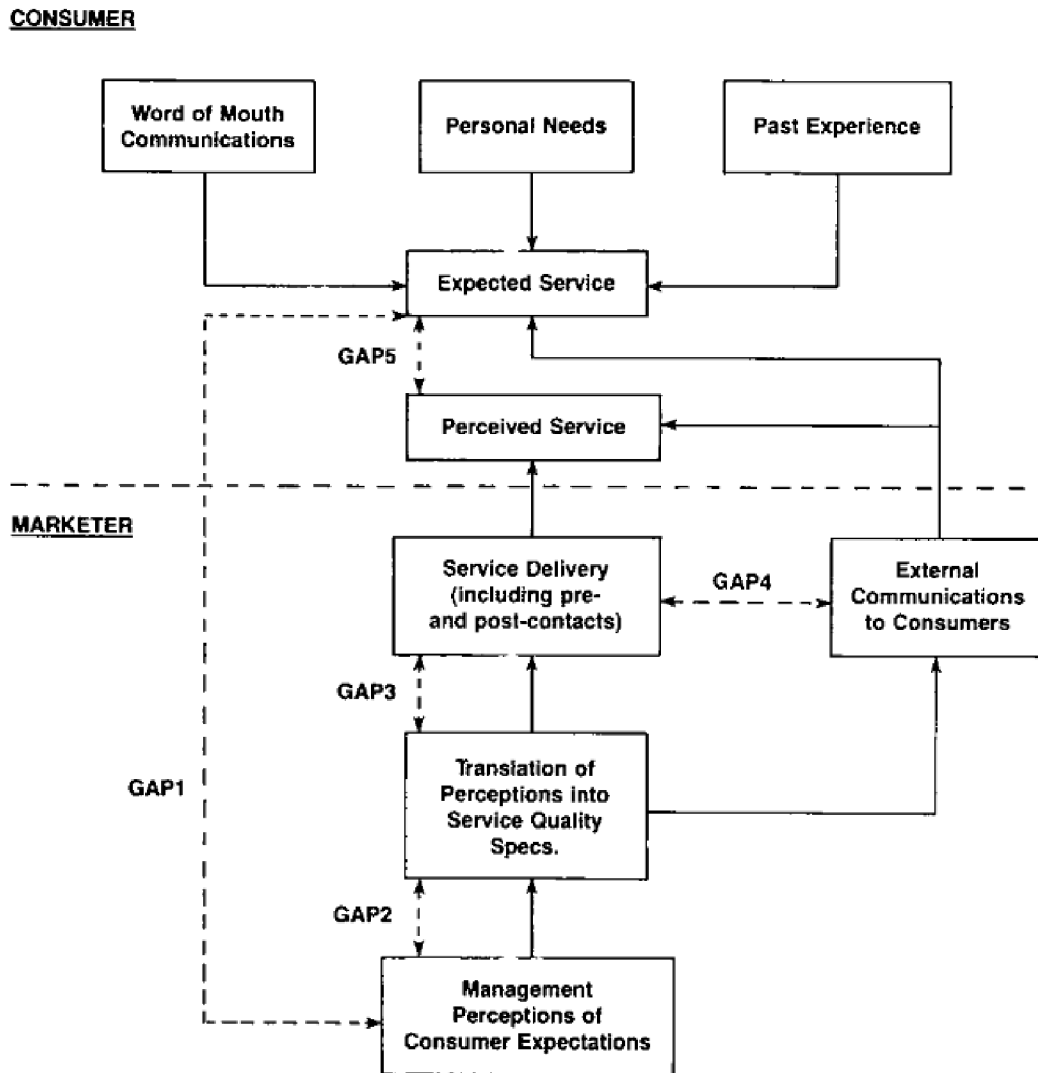 CONSUMER
Word of Mouth
Communications
Personal Needs
Past Experience
Expected Service
GAP5
Perceived Service
MARKETER
Service Delivery
(including pre-
and post-contacts)
GAP4
External
Communications
to Consumers
GAP3
Translation of
Perceptions into
Service Quality
Specs.
GAP1
GAP2
Management
Perceptions of
Consumer Expectations